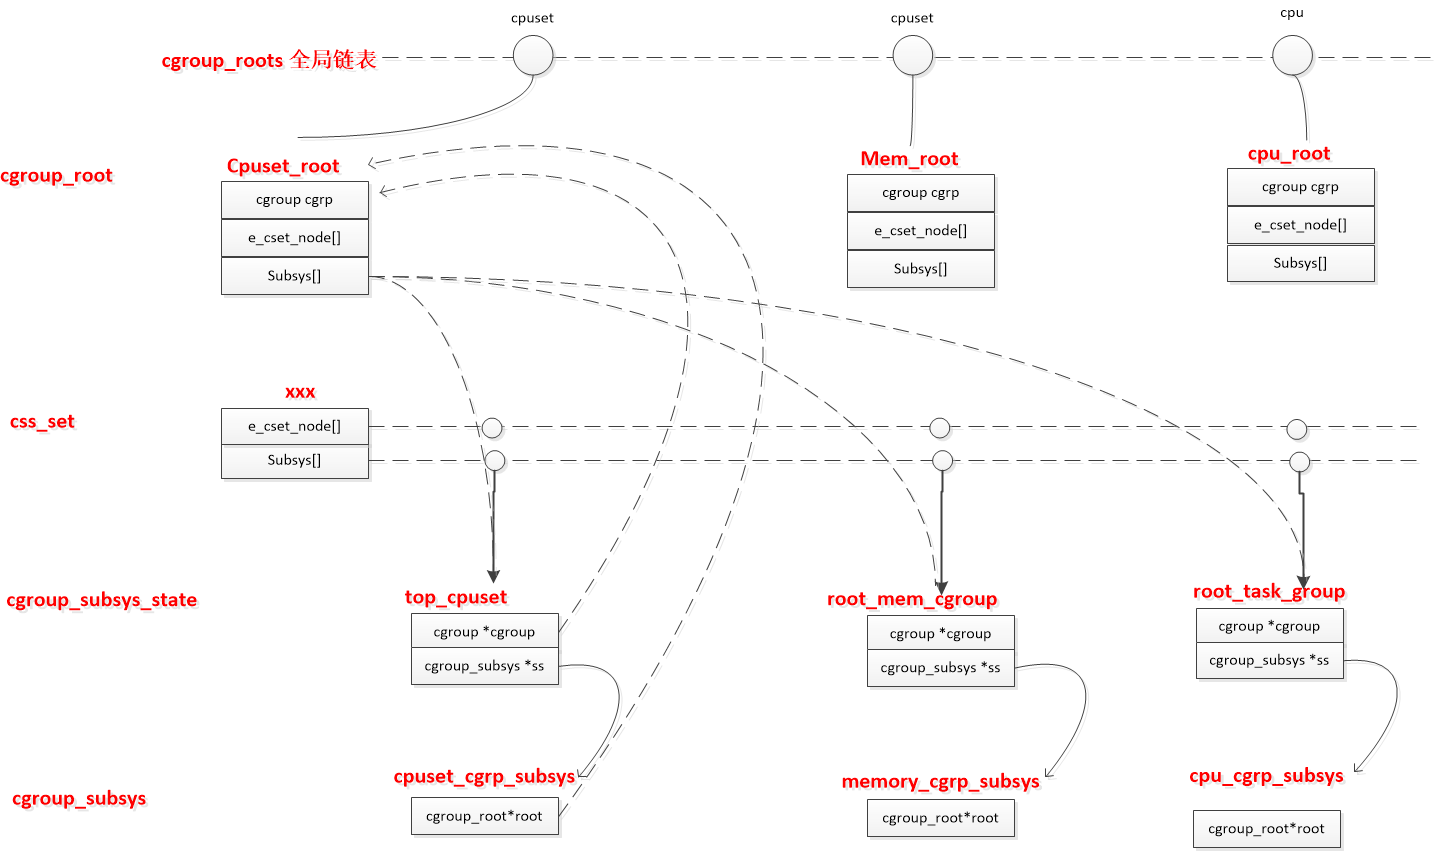 cpuset
cpuset
cpu
cgroup_roots 全局链表
cgroup_root
Cpuset_root
cgroup cgrp
e_cset_node[]
Subsys[]
Mem_root
cgroup cgrp
e_cset_node[]
Subsys[]
cpu_root
cgroup cgrp
e_cset_node[]
Subsys[]
css_set
xxx
e_cset_node[]
Subsys[]
cgroup_subsys_state
top_cpuset
cgroup *cgroup
cgroup_subsys *ss
root_mem_cgroup
cgroup *cgroup
cgroup_subsys *ss
root_task_group
cgroup *cgroup
cgroup_subsys *ss
cgroup_subsys
cpuset_cgrp_subsys
cgroup_root*root
memory_cgrp_subsys
cgroup_root*root
cpu_cgrp_subsys
cgroup_root*root